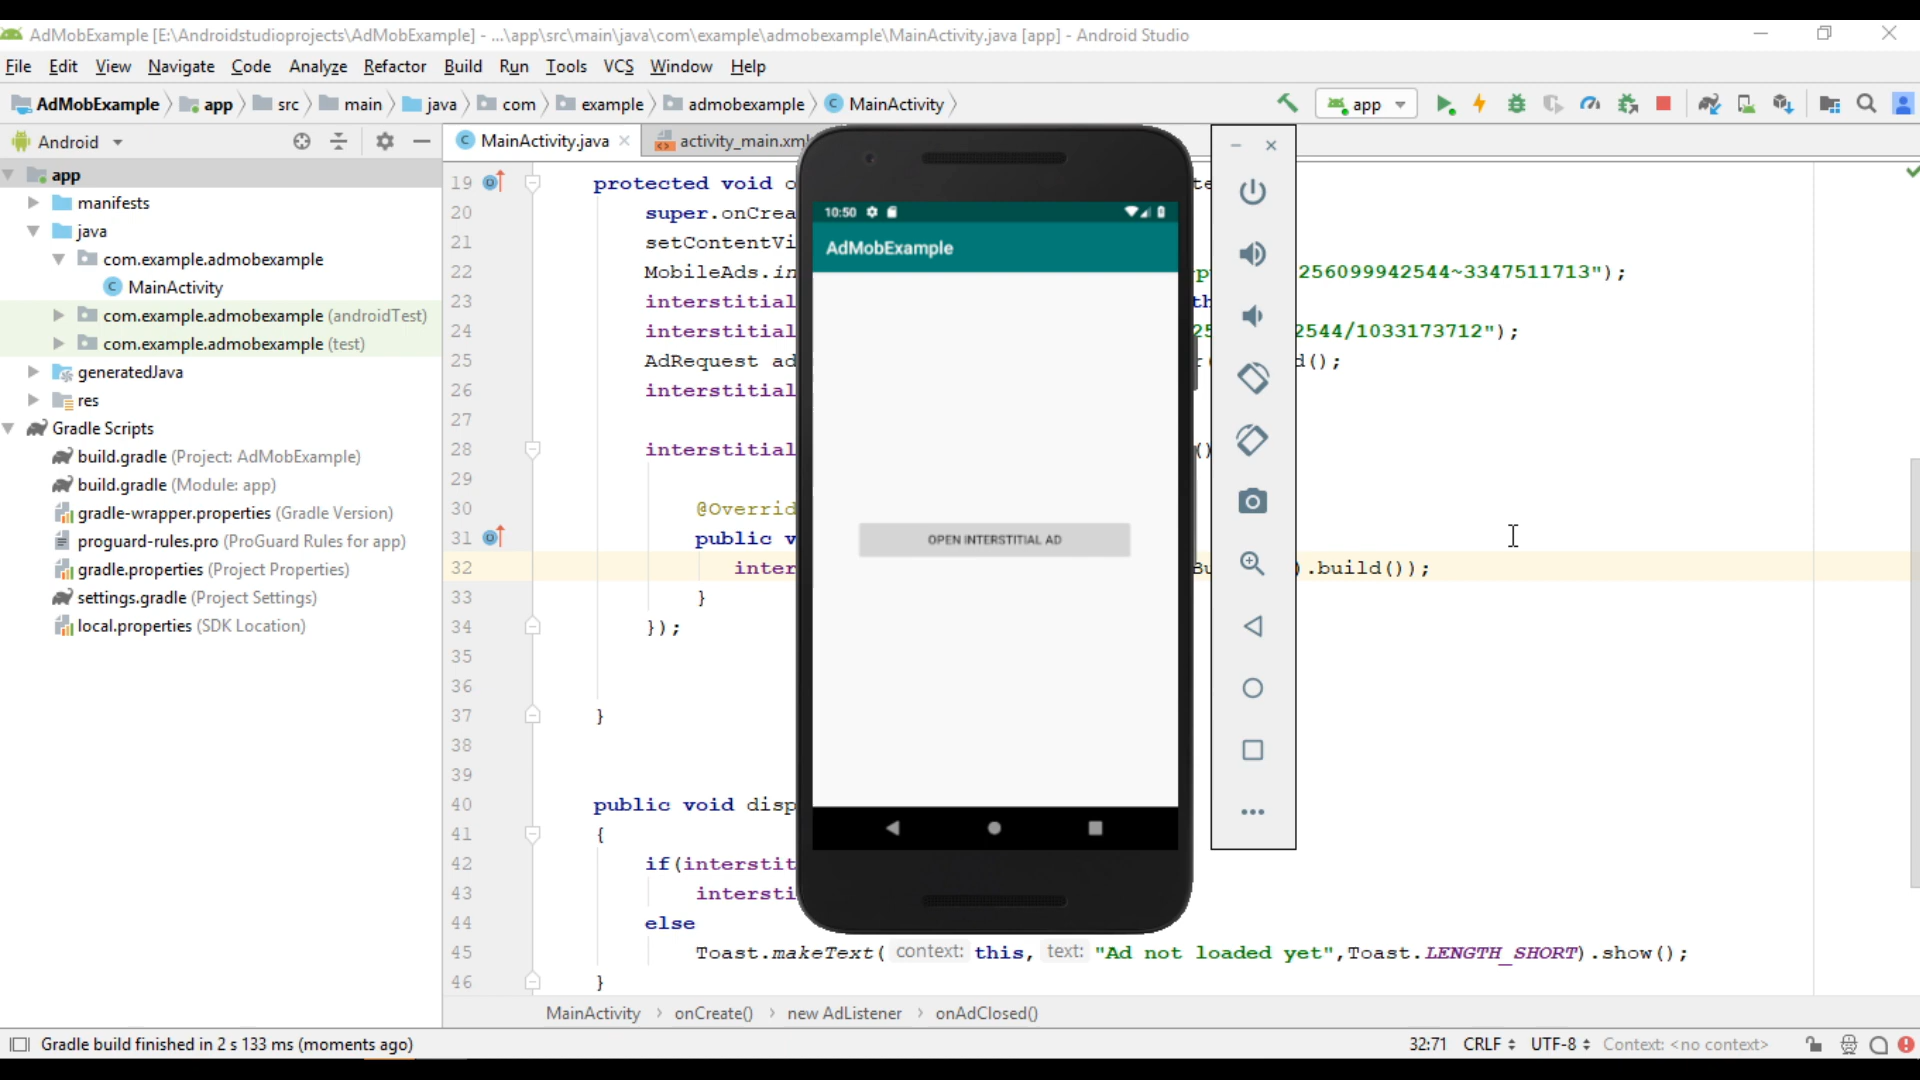 AdMobExample [E:\Androidstudioprojects\AdMobExample] - ...\app\src\main\java\com\example\admobexample\MainActivity.java [app] - Android Studio
File Edit View Navigate Code Analyze Refactor Build Run Tools VCS Window Help
AdMobExample app src main java com example admobexample MainActivity app
Android
MainActivity.java activity_main.xml
app
manifests
java
com.example.admobexample
MainActivity
com.example.admobexample (androidTest)
com.example.admobexample (test)
generatedJava
res
Gradle Scripts
build.gradle (Project: AdMobExample)
build.gradle (Module: app)
gradle-wrapper.properties (Gradle Version)
proguard-rules.pro (ProGuard Rules for app)
gradle.properties (Project Properties)
settings.gradle (Project Settings)
local.properties (SDK Location)
19 protected void
20 super.onCrea
21 setContentVi
22 MobileAds.in 256099942544~3347511713");
23 interstitial
24 interstitial 2544/1033173712");
25 AdRequest ad ();
26 interstitial
27
28 interstitial ()
29
30 @Overrid
31 public v
32 inter ).build());
33 }
34 });
35
36
37 }
38
39
40 public void disp
41 {
42 if(interstit
43 intersti
44 else
45 Toast.makeText( context: this, text: "Ad not loaded yet",Toast.LENGTH_SHORT).show();
46 }
10:50
AdMobExample
OPEN INTERSTITIAL AD
MainActivity > onCreate() > new AdListener > onAdClosed()
Gradle build finished in 2 s 133 ms (moments ago) 32:71 CRLF UTF-8 Context: <no context>